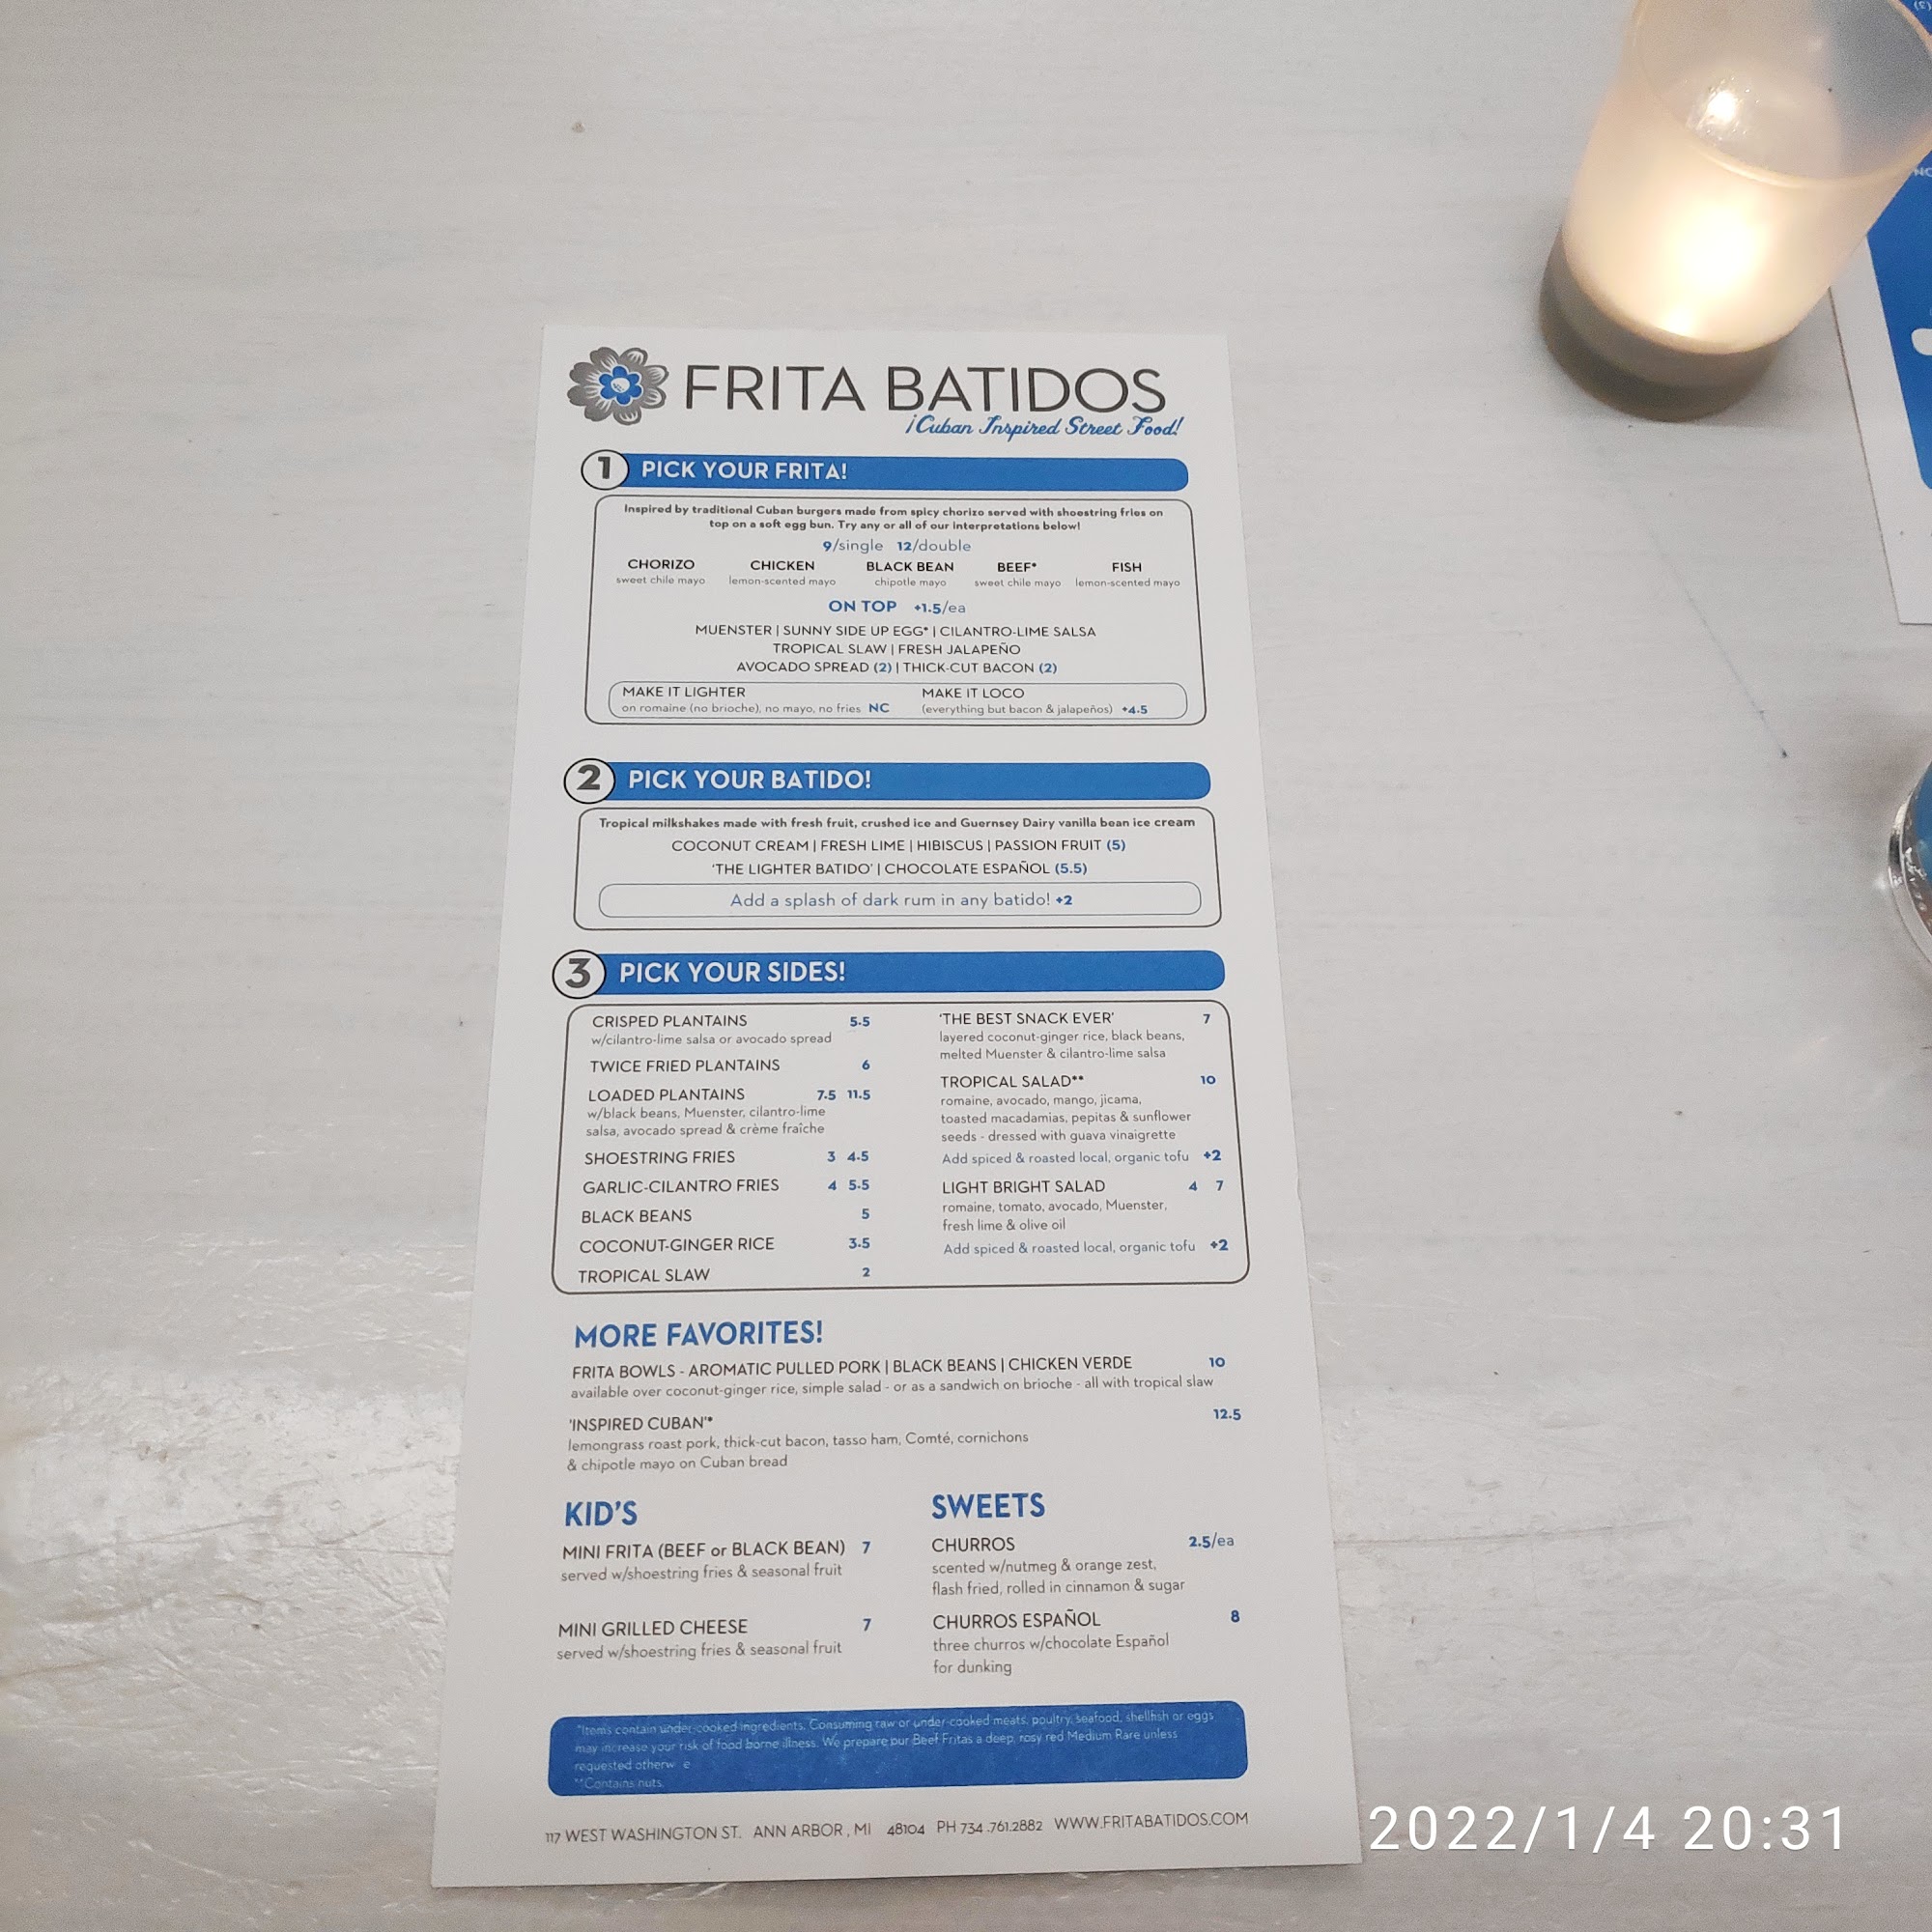 FRITA BATIDOS
¡Cuban Inspired Street Food!
1 PICK YOUR FRITA!
Inspired by traditional Cuban burgers made from spicy chorizo served with shoestring fries on
top on a soft egg bun. Try any or all of our interpretations below!
9/single 12/double
CHORIZO CHICKEN BLACK BEAN BEEF* FISH
sweet chile mayo lemon-scented mayo chipotle mayo sweet chile mayo lemon-scented mayo
ON TOP +1.5/ea
MUENSTER | SUNNY SIDE UP EGG* | CILANTRO-LIME SALSA
TROPICAL SLAW | FRESH JALAPEÑO
AVOCADO SPREAD (2) | THICK-CUT BACON (2)
MAKE IT LIGHTER
on romaine (no brioche), no mayo, no fries NC
MAKE IT LOCO
(everything but bacon & jalapeños) +4.5
2 PICK YOUR BATIDO!
Tropical milkshakes made with fresh fruit, crushed ice and Guernsey Dairy vanilla bean ice cream
COCONUT CREAM | FRESH LIME | HIBISCUS | PASSION FRUIT (5)
'THE LIGHTER BATIDO' | CHOCOLATE ESPAÑOL (5.5)
Add a splash of dark rum in any batido! +2
3 PICK YOUR SIDES!
CRISPED PLANTAINS 5.5
w/cilantro-lime salsa or avocado spread
TWICE FRIED PLANTAINS 6
LOADED PLANTAINS 7.5 11.5
w/black beans, Muenster, cilantro-lime
salsa, avocado spread & crème fraîche
SHOESTRING FRIES 3 4.5
GARLIC-CILANTRO FRIES 4 5.5
BLACK BEANS 5
COCONUT-GINGER RICE 3.5
TROPICAL SLAW 2
'THE BEST SNACK EVER' 7
layered coconut-ginger rice, black beans,
melted Muenster & cilantro-lime salsa
TROPICAL SALAD** 10
romaine, avocado, mango, jicama,
toasted macadamias, pepitas & sunflower
seeds - dressed with guava vinaigrette
Add spiced & roasted local, organic tofu +2
LIGHT BRIGHT SALAD 4 7
romaine, tomato, avocado, Muenster,
fresh lime & olive oil
Add spiced & roasted local, organic tofu +2
MORE FAVORITES!
FRITA BOWLS - AROMATIC PULLED PORK | BLACK BEANS | CHICKEN VERDE 10
available over coconut-ginger rice, simple salad - or as a sandwich on brioche - all with tropical slaw
'INSPIRED CUBAN'* 12.5
lemongrass roast pork, thick-cut bacon, tasso ham, Comté, cornichons
& chipotle mayo on Cuban bread
KID'S
MINI FRITA (BEEF or BLACK BEAN) 7
served w/shoestring fries & seasonal fruit
MINI GRILLED CHEESE 7
served w/shoestring fries & seasonal fruit
SWEETS
CHURROS 2.5/ea
scented w/nutmeg & orange zest,
flash fried, rolled in cinnamon & sugar
CHURROS ESPAÑOL 8
three churros w/chocolate Español
for dunking
*Items contain under-cooked ingredients. Consuming raw or under-cooked meats, poultry, seafood, shellfish or eggs
may increase your risk of food borne illness. We prepare our Beef Fritas a deep, rosy red Medium Rare unless
requested otherw e
**Contains nuts.
117 WEST WASHINGTON ST. ANN ARBOR, MI 48104 PH 734.761.2882 WWW.FRITABATIDOS.COM
2022/1/4 20:31